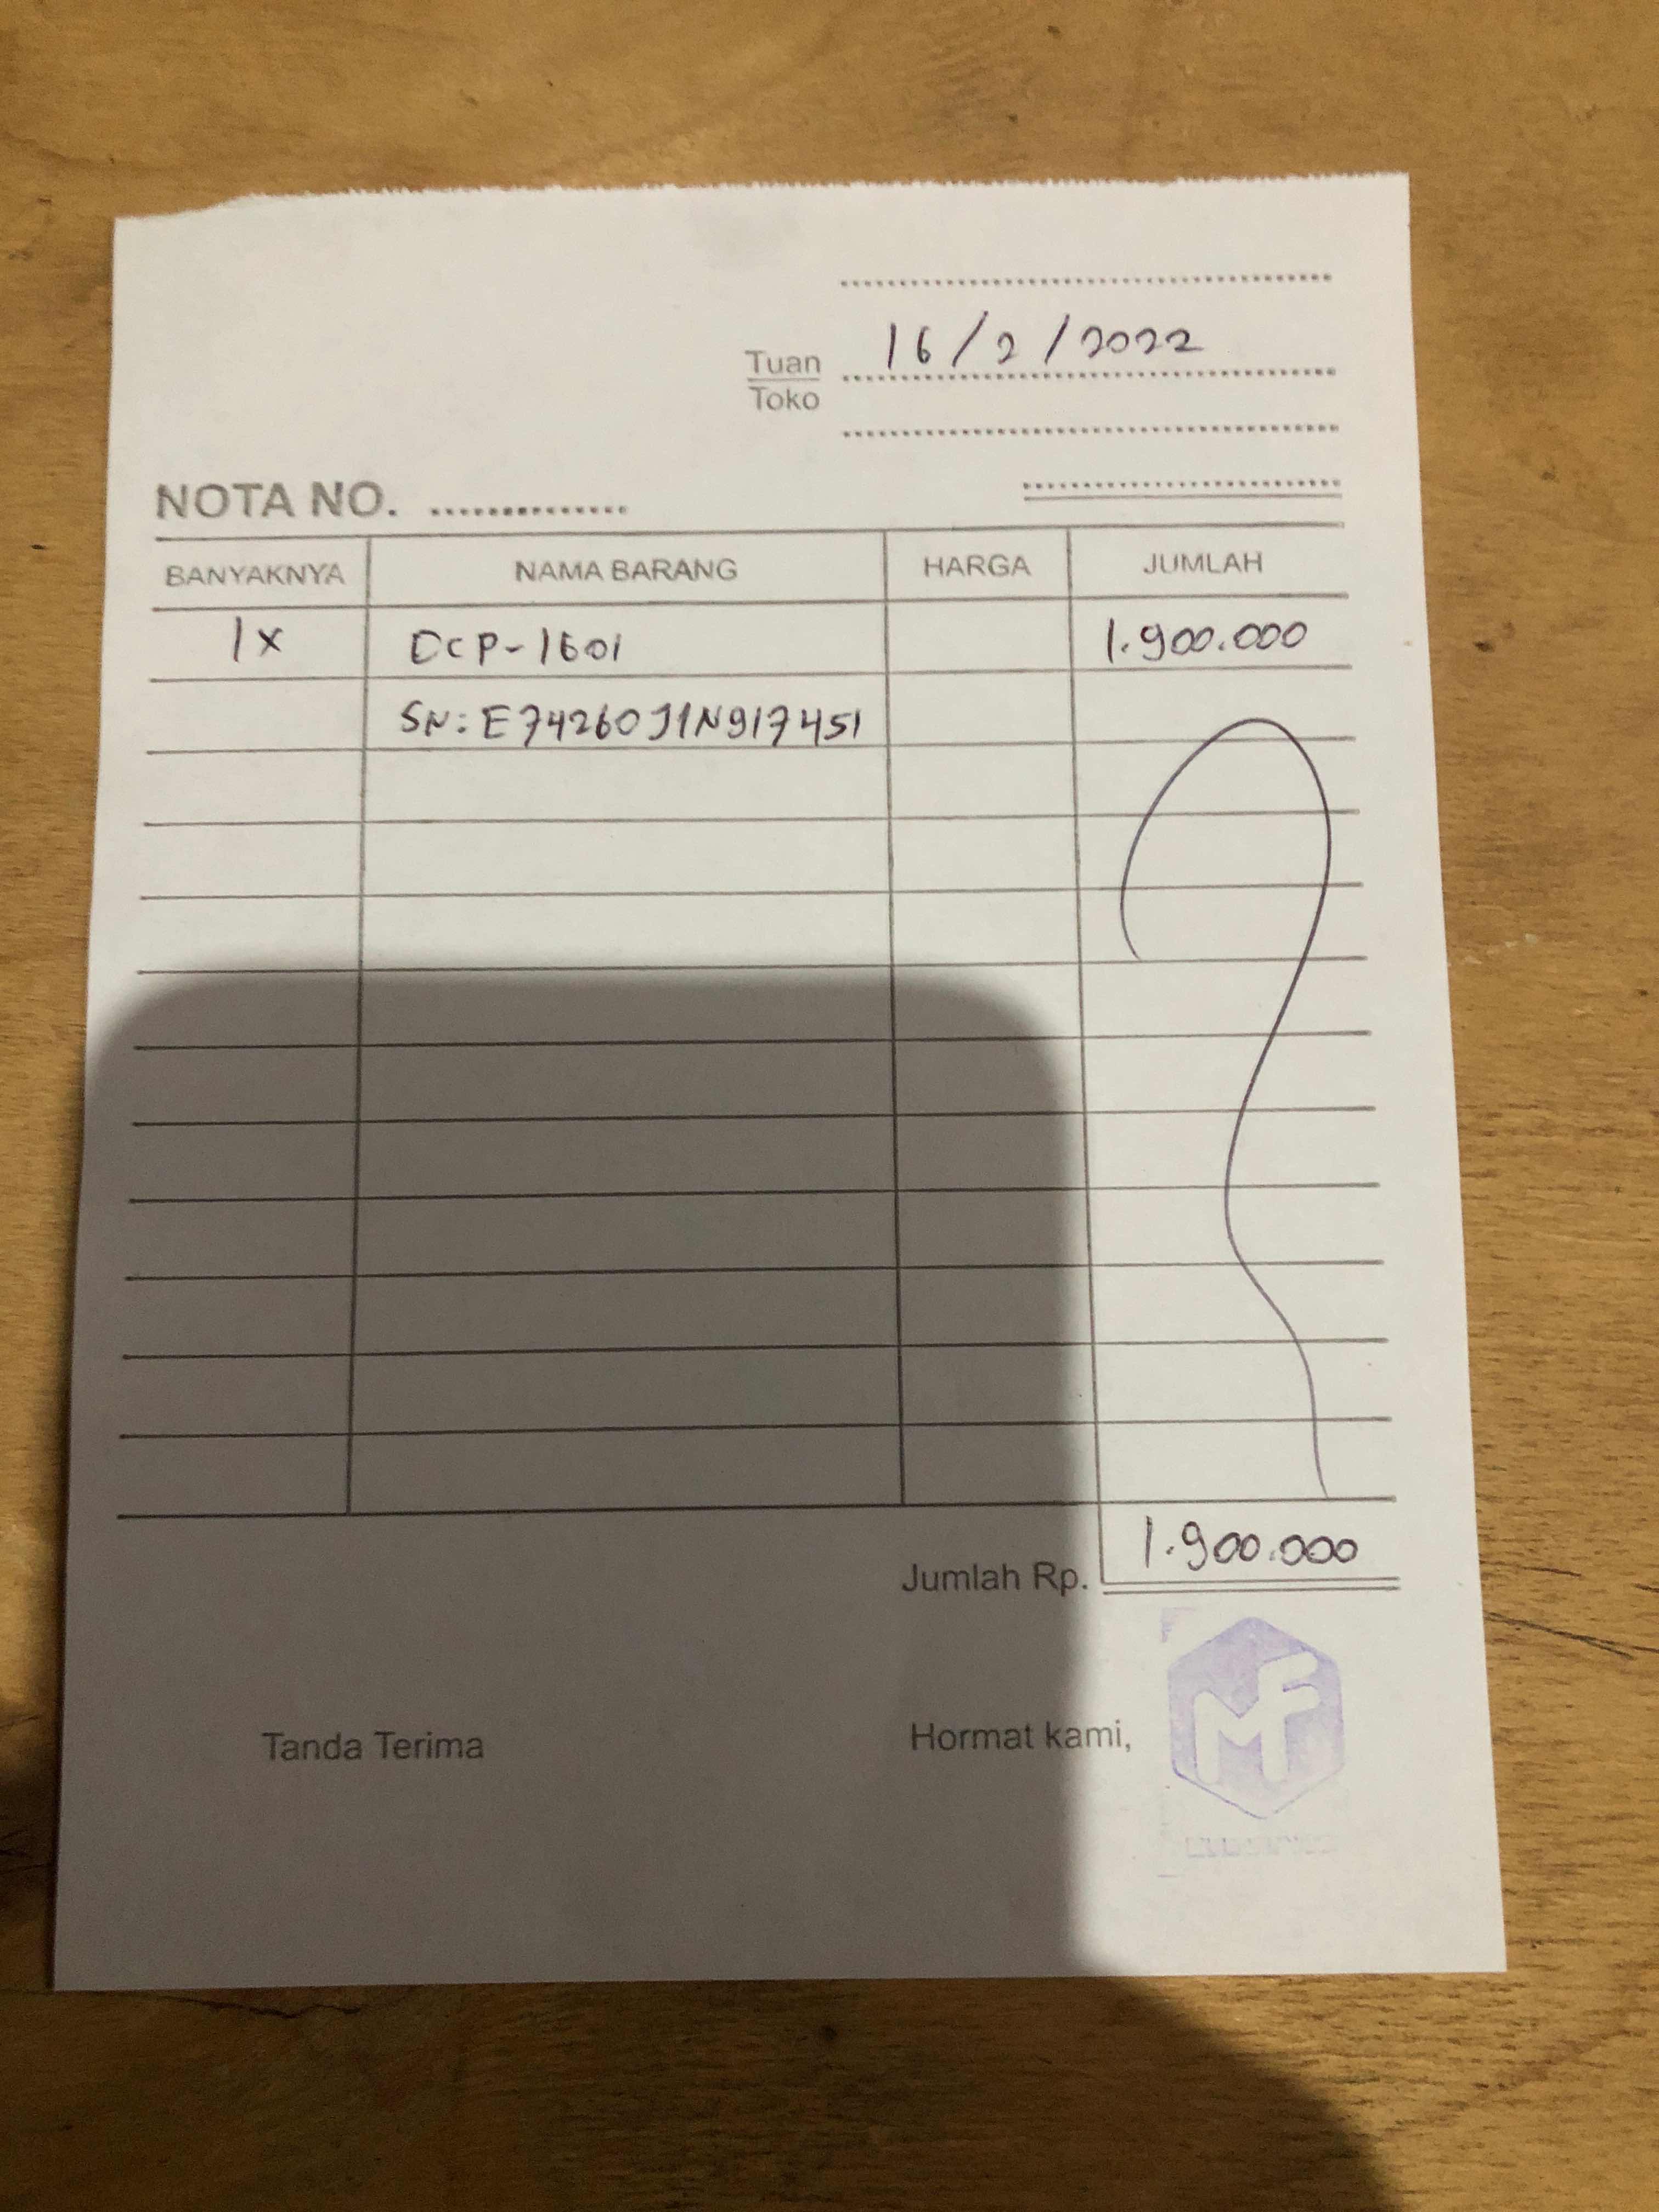 16/2/2022
Tuan
Toko
NOTA NO.
BANYAKNYA NAMA BARANG HARGA JUMLAH
1x DCP-1601 1.900.000
SN: E74260J1N917451
Jumlah Rp. 1.900.000
Tanda Terima Hormat kami,
MF